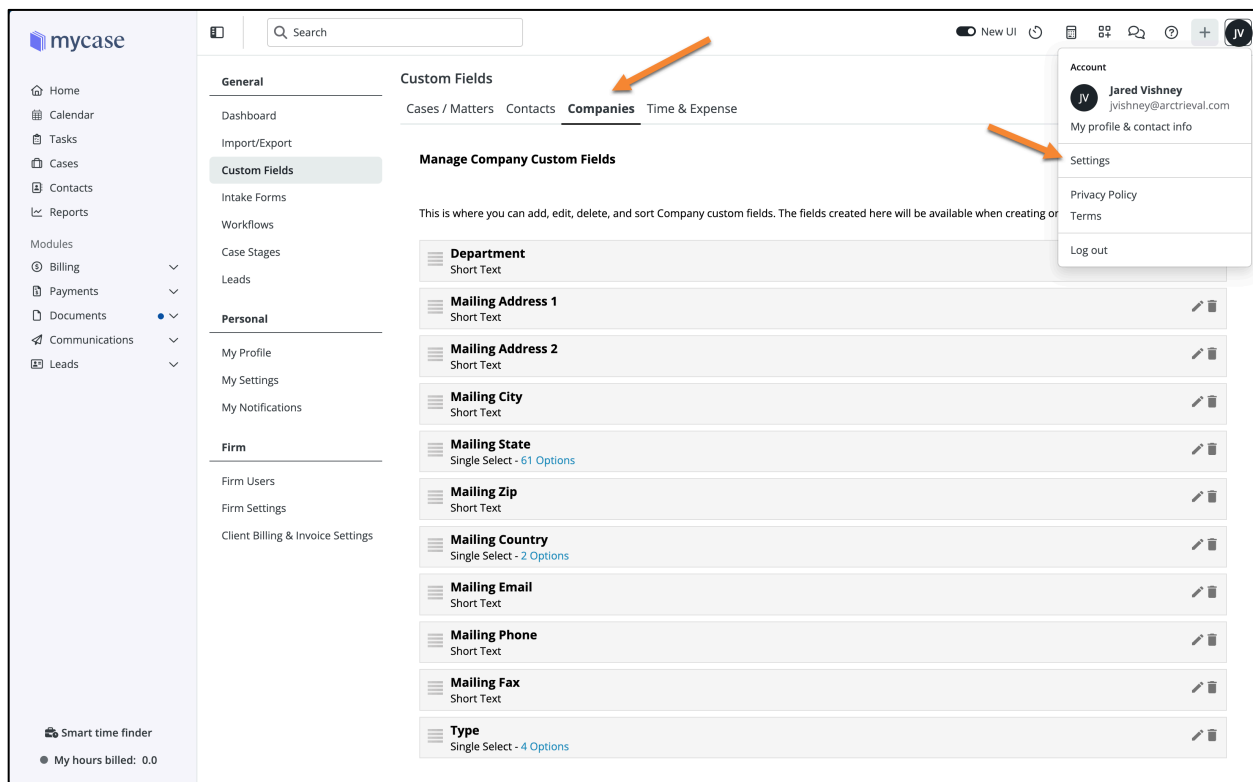 mycase
Home
Calendar
Tasks
Cases
Contacts
Reports
Modules
Billing
Payments
Documents
Communications
Leads
Smart time finder
My hours billed: 0.0
Search
New UI
JV
General
Dashboard
Import/Export
Custom Fields
Intake Forms
Workflows
Case Stages
Leads
Personal
My Profile
My Settings
My Notifications
Firm
Firm Users
Firm Settings
Client Billing & Invoice Settings
Custom Fields
Cases / Matters Contacts Companies Time & Expense
Manage Company Custom Fields
This is where you can add, edit, delete, and sort Company custom fields. The fields created here will be available when creating or
Department
Short Text
Mailing Address 1
Short Text
Mailing Address 2
Short Text
Mailing City
Short Text
Mailing State
Single Select - 61 Options
Mailing Zip
Short Text
Mailing Country
Single Select - 2 Options
Mailing Email
Short Text
Mailing Phone
Short Text
Mailing Fax
Short Text
Type
Single Select - 4 Options
Account
JV
Jared Vishney
jvishney@arctrieval.com
My profile & contact info
Settings
Privacy Policy
Terms
Log out